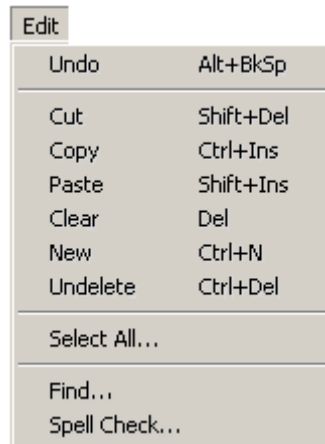 Edit
Undo Alt+BkSp
Cut Shift+Del
Copy Ctrl+Ins
Paste Shift+Ins
Clear Del
New Ctrl+N
Undelete Ctrl+Del
Select All...
Find...
Spell Check...